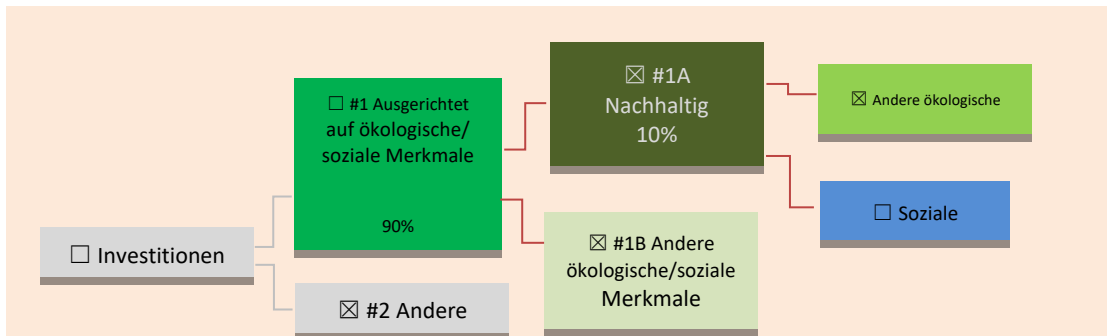 ☐ Investitionen
☐ #1 Ausgerichtet
auf ökologische/
soziale Merkmale
90%
☒ #2 Andere
☒ #1A
Nachhaltig
10%
☒ #1B Andere
ökologische/soziale
Merkmale
☒ Andere ökologische
☐ Soziale